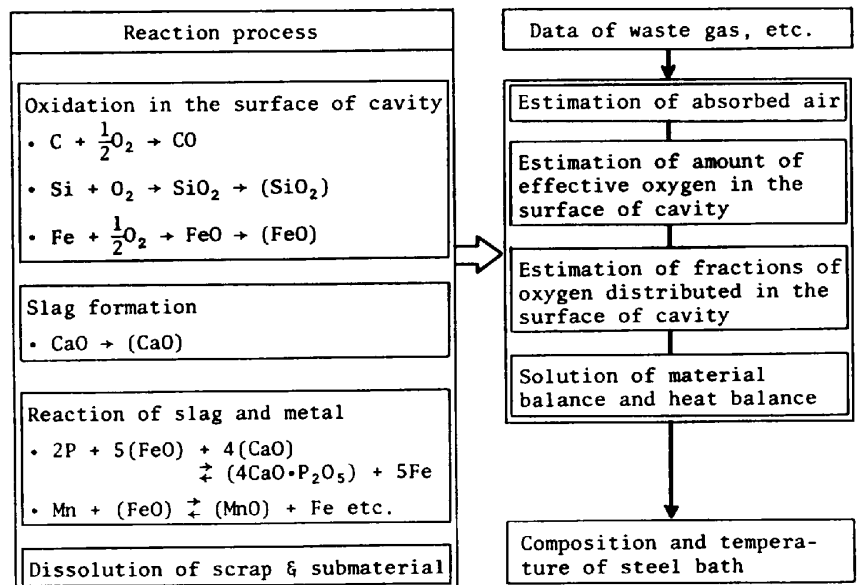 Reaction process
Oxidation in the surface of cavity
• C + 1/2 O₂ → CO
• Si + O₂ → SiO₂ → (SiO₂)
• Fe + 1/2 O₂ → FeO → (FeO)
Slag formation
• CaO → (CaO)
Reaction of slag and metal
• 2P + 5(FeO) + 4(CaO)
⇄ (4CaO•P₂O₅) + 5Fe
• Mn + (FeO) ⇄ (MnO) + Fe etc.
Dissolution of scrap & submaterial
Data of waste gas, etc.
Estimation of absorbed air
Estimation of amount of
effective oxygen in the
surface of cavity
Estimation of fractions of
oxygen distributed in the
surface of cavity
Solution of material
balance and heat balance
Composition and tempera-
ture of steel bath